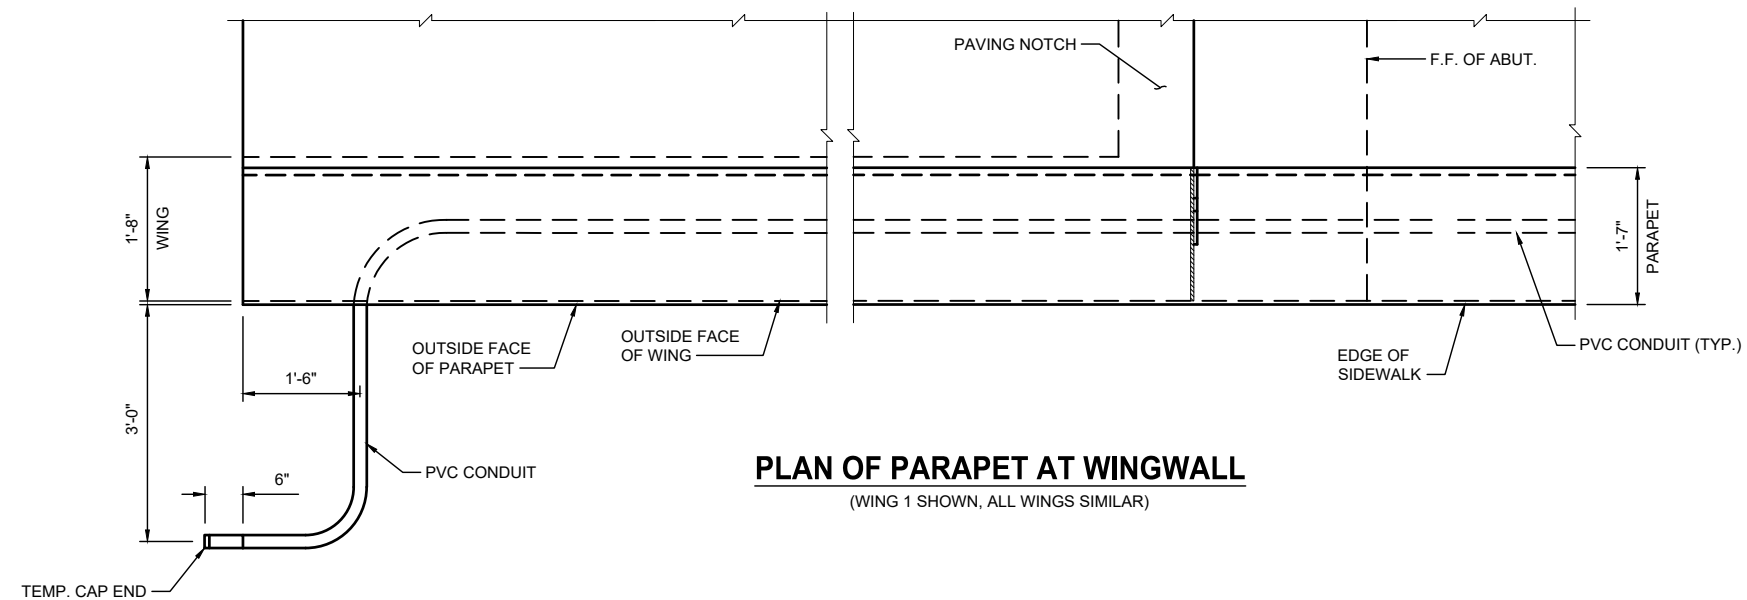 PAVING NOTCH
F.F. OF ABUT.
1'-8"
WING
1'-7"
PARAPET
OUTSIDE FACE
OF PARAPET
OUTSIDE FACE
OF WING
EDGE OF
SIDEWALK
PVC CONDUIT (TYP.)
1'-6"
3'-0"
6"
PVC CONDUIT
PLAN OF PARAPET AT WINGWALL
(WING 1 SHOWN, ALL WINGS SIMILAR)
TEMP. CAP END